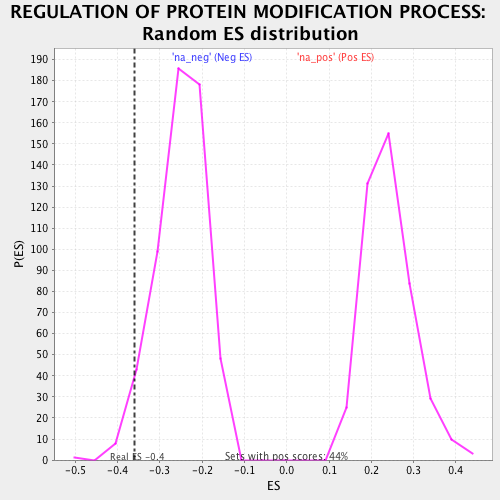 REGULATION OF PROTEIN MODIFICATION PROCESS:
Random ES distribution
'na_neg' (Neg ES) 'na_pos' (Pos ES)
190
180
170
160
150
140
130
120
110
100
90
80
70
60
50
40
30
20
10
0
P(ES)
Real ES -0.4 Sets with pos scores: 44%
-0.5 -0.4 -0.3 -0.2 -0.1 0.0 0.1 0.2 0.3 0.4
ES